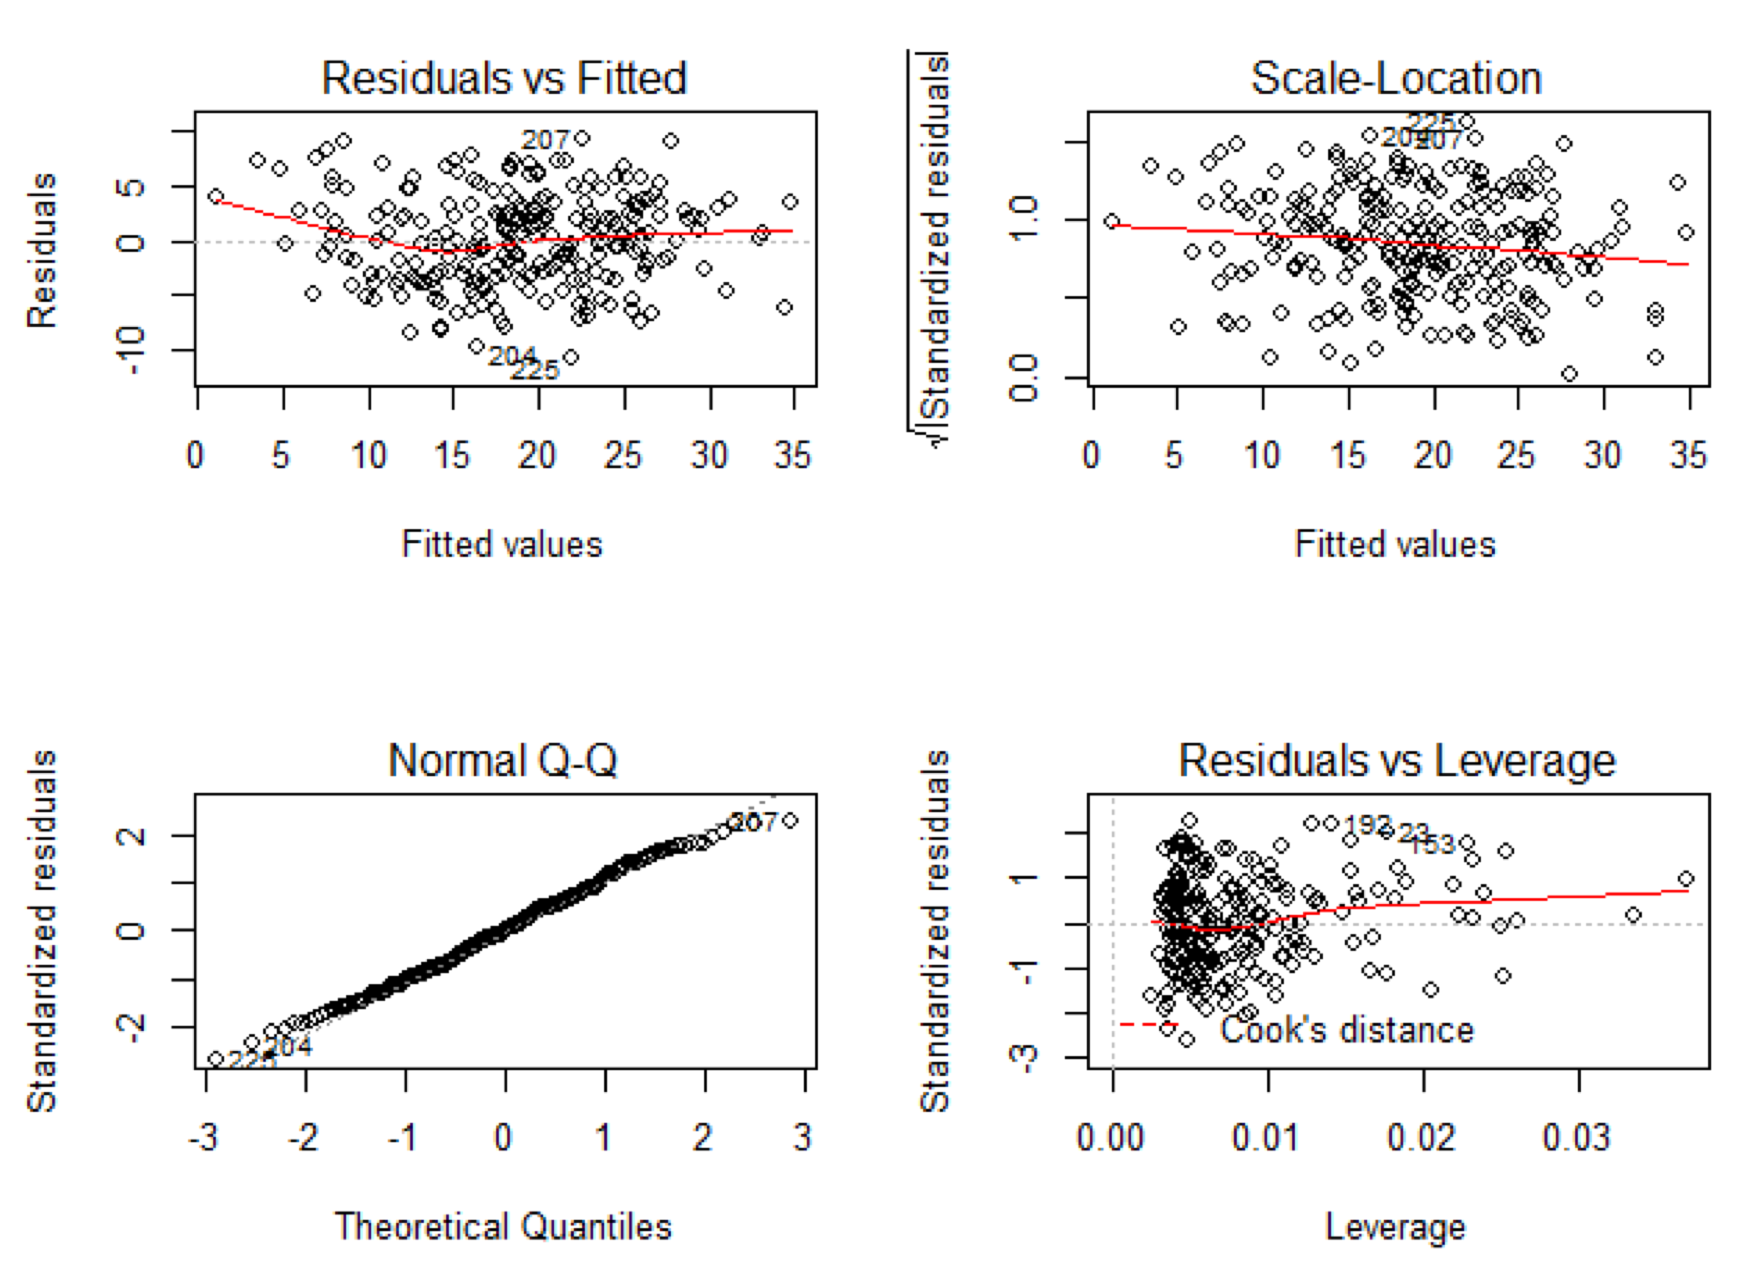 Residuals vs Fitted
Residuals
-10 0 5
207
204
225
0 5 10 15 20 25 30 35
Fitted values
Scale-Location
√|Standardized residuals|
0.0 1.0
225
204
207
0 5 10 15 20 25 30 35
Fitted values
Normal Q-Q
Standardized residuals
-2 0 2
207
204
225
-3 -2 -1 0 1 2 3
Theoretical Quantiles
Residuals vs Leverage
Standardized residuals
-3 -1 1
192
23
153
Cook's distance
0.00 0.01 0.02 0.03
Leverage